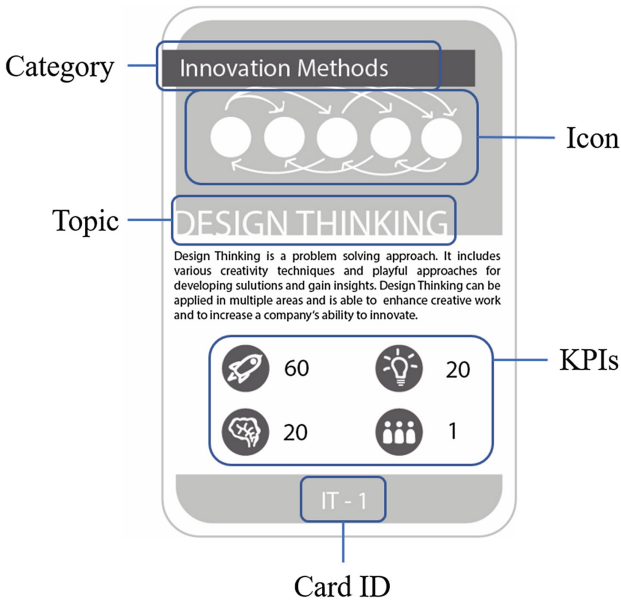 Category
Innovation Methods
Icon
Topic
DESIGN THINKING
Design Thinking is a problem solving approach. It includes
various creativity techniques and playful approaches for
developing sulutions and gain insights. Design Thinking can be
applied in multiple areas and is able to enhance creative work
and to increase a company's ability to innovate.
60
20
KPIs
20
1
IT - 1
Card ID